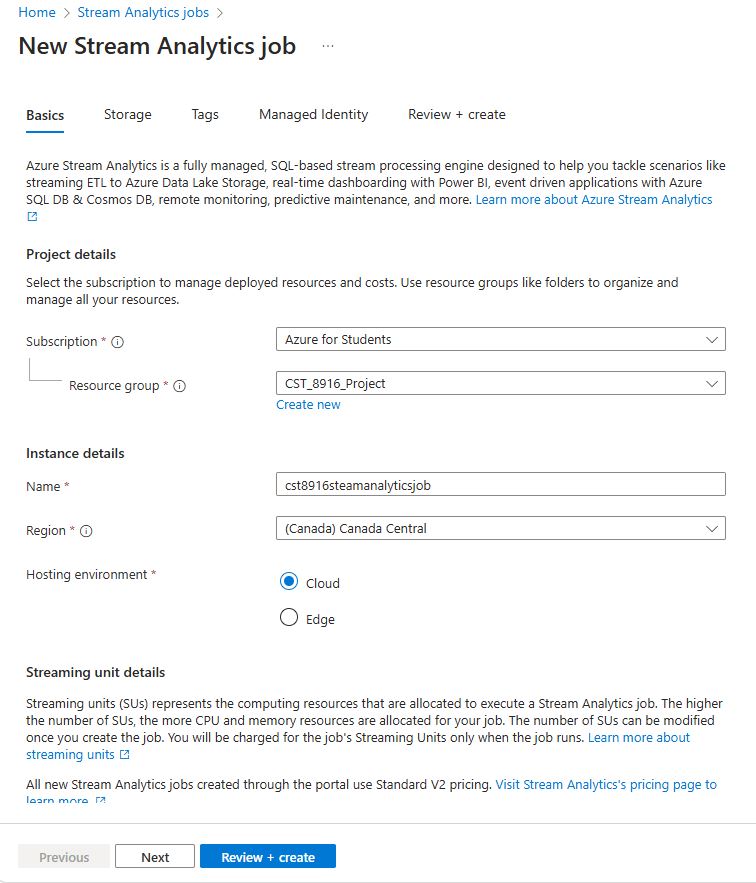 Home > Stream Analytics jobs >
New Stream Analytics job ...
Basics Storage Tags Managed Identity Review + create
Azure Stream Analytics is a fully managed, SQL-based stream processing engine designed to help you tackle scenarios like
streaming ETL to Azure Data Lake Storage, real-time dashboarding with Power BI, event driven applications with Azure
SQL DB & Cosmos DB, remote monitoring, predictive maintenance, and more. Learn more about Azure Stream Analytics
Project details
Select the subscription to manage deployed resources and costs. Use resource groups like folders to organize and
manage all your resources.
Subscription * Azure for Students
Resource group * CST_8916_Project
Create new
Instance details
Name * cst8916steamanalyticsjob
Region * (Canada) Canada Central
Hosting environment * Cloud
Edge
Streaming unit details
Streaming units (SUs) represents the computing resources that are allocated to execute a Stream Analytics job. The higher
the number of SUs, the more CPU and memory resources are allocated for your job. The number of SUs can be modified
once you create the job. You will be charged for the job's Streaming Units only when the job runs. Learn more about
streaming units
All new Stream Analytics jobs created through the portal use Standard V2 pricing. Visit Stream Analytics's pricing page to
learn more
Previous Next Review + create